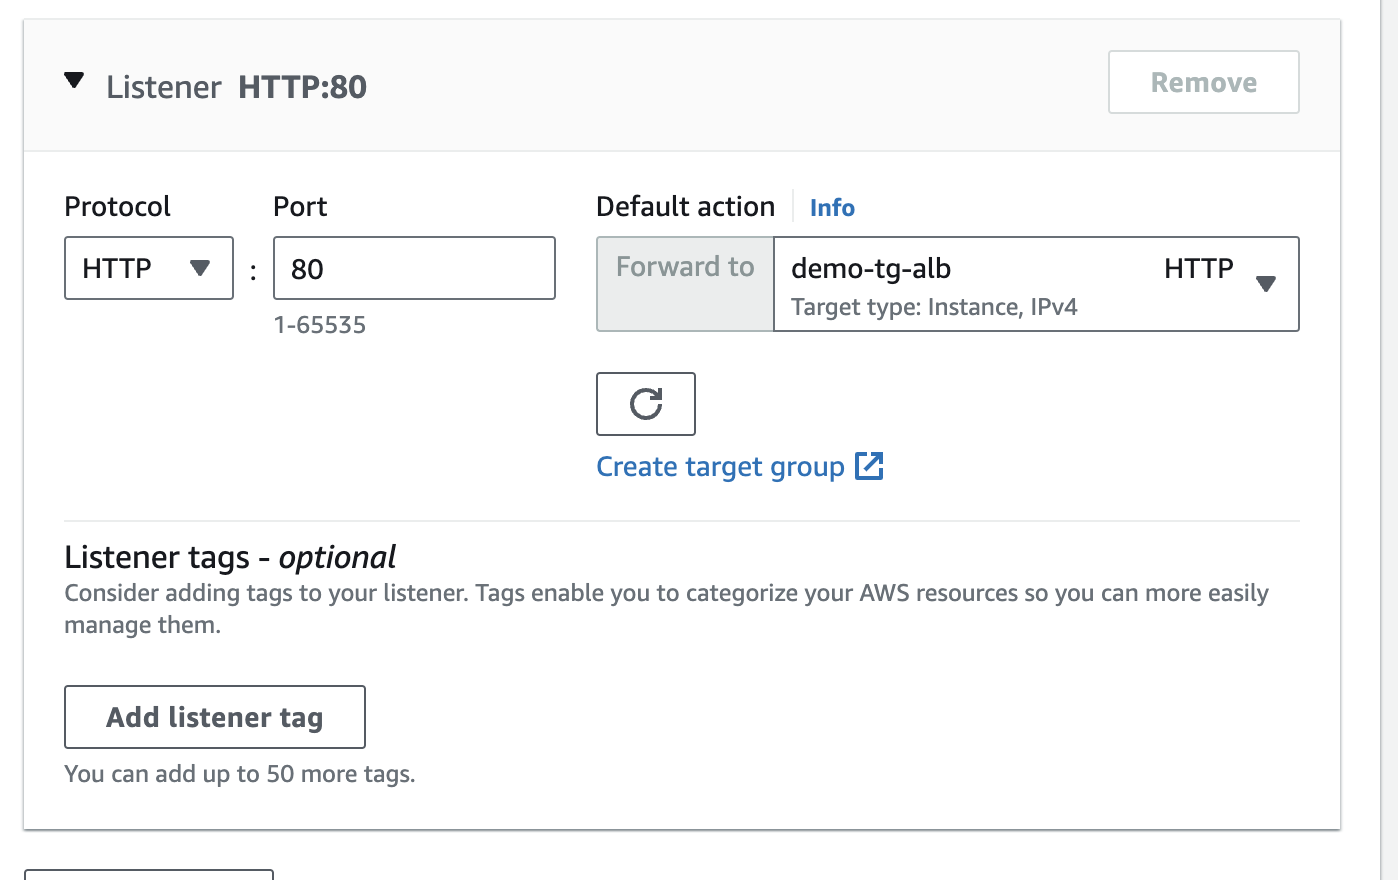 Listener HTTP:80
Remove
Protocol
Port
Default action
Info
HTTP
:
80
Forward to
demo-tg-alb
HTTP
Target type: Instance, IPv4
1-65535
Create target group
Listener tags - optional
Consider adding tags to your listener. Tags enable you to categorize your AWS resources so you can more easily
manage them.
Add listener tag
You can add up to 50 more tags.